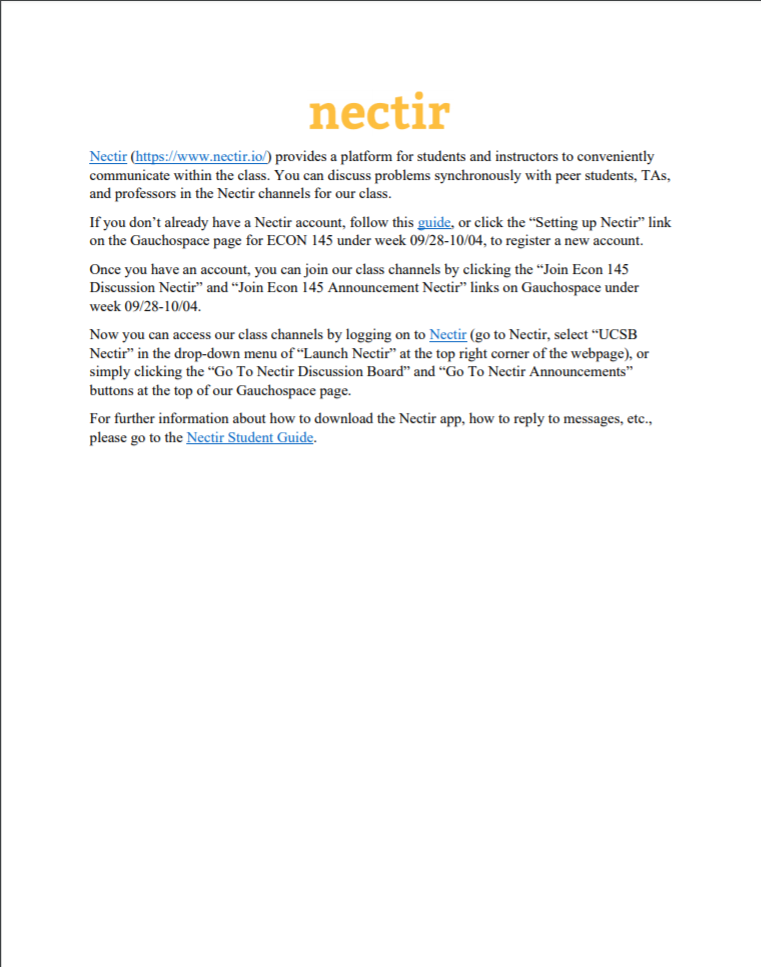 nectir
Nectir (https://www.nectir.io/) provides a platform for students and instructors to conveniently
communicate within the class. You can discuss problems synchronously with peer students, TAs,
and professors in the Nectir channels for our class.
If you don’t already have a Nectir account, follow this guide, or click the “Setting up Nectir” link
on the Gauchospace page for ECON 145 under week 09/28-10/04, to register a new account.
Once you have an account, you can join our class channels by clicking the “Join Econ 145
Discussion Nectir” and “Join Econ 145 Announcement Nectir” links on Gauchospace under
week 09/28-10/04.
Now you can access our class channels by logging on to Nectir (go to Nectir, select “UCSB
Nectir” in the drop-down menu of “Launch Nectir” at the top right corner of the webpage), or
simply clicking the “Go To Nectir Discussion Board” and “Go To Nectir Announcements”
buttons at the top of our Gauchospace page.
For further information about how to download the Nectir app, how to reply to messages, etc.,
please go to the Nectir Student Guide.